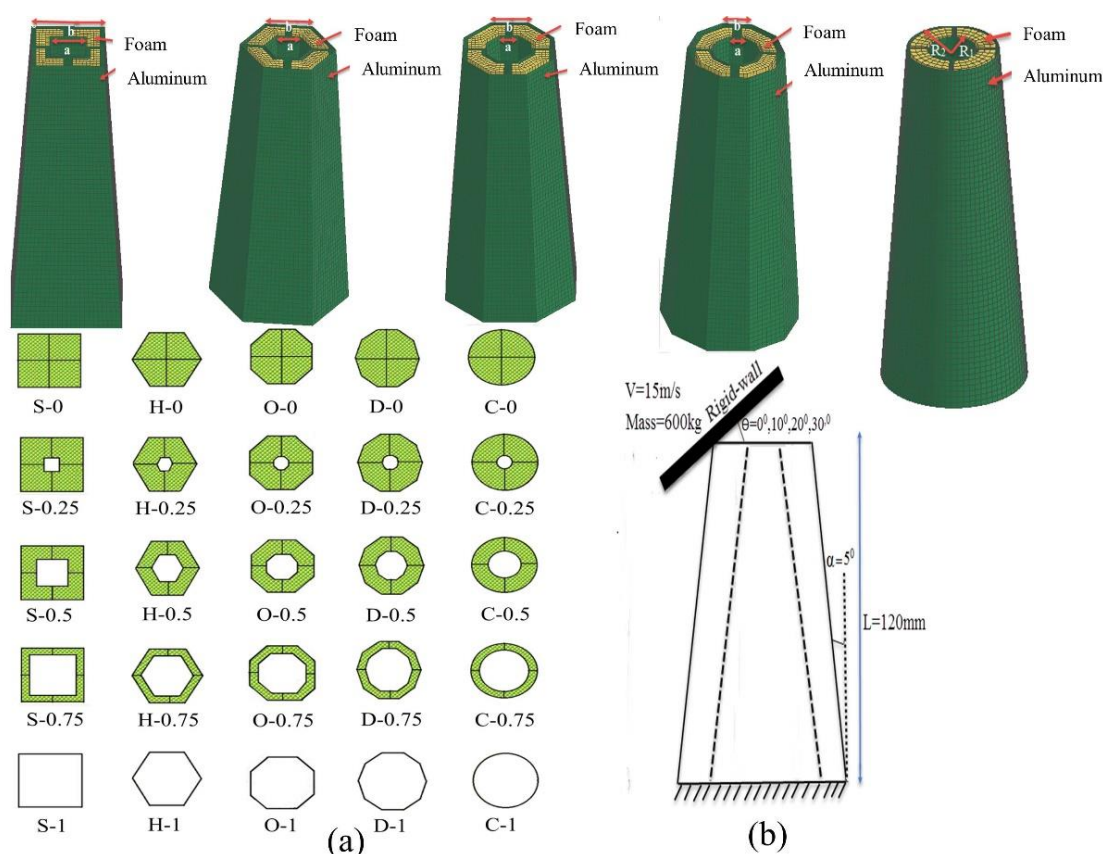 b
a
Foam
Aluminum
b
a
Foam
Aluminum
b
a
Foam
Aluminum
b
a
Foam
Aluminum
R2
R1
Foam
Aluminum
S-0
H-0
O-0
D-0
C-0
S-0.25
H-0.25
O-0.25
D-0.25
C-0.25
S-0.5
H-0.5
O-0.5
D-0.5
C-0.5
S-0.75
H-0.75
O-0.75
D-0.75
C-0.75
S-1
H-1
O-1
D-1
C-1
(a)
V=15m/s
Mass=600kg
Rigid-wall
θ=0⁰,10⁰,20⁰,30⁰
α=5⁰
L=120mm
(b)